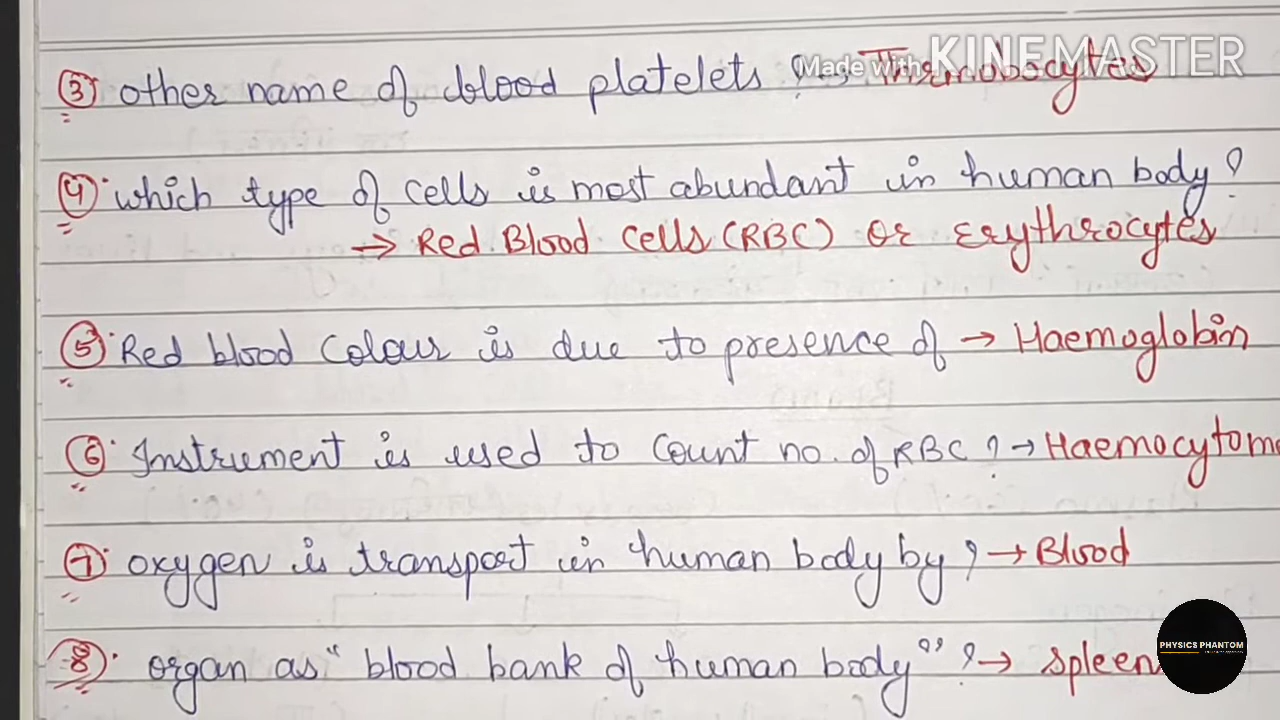 ③ other name of blood platelets ? → Thrmobocytes
Made with KINEMASTER
④ which type of cells is most abundant in human body ?
→ Red Blood Cells (RBC) or Erythrocytes
⑤ Red blood Colour is due to presence of → Haemoglobin
⑥ Instrument is used to Count no. of RBC ? → Haemocytom
⑦ oxygen is transport in human body by ? → Blood
⑧ organ as "blood bank of human body" ? → Spleen
PHYSICS PHANTOM